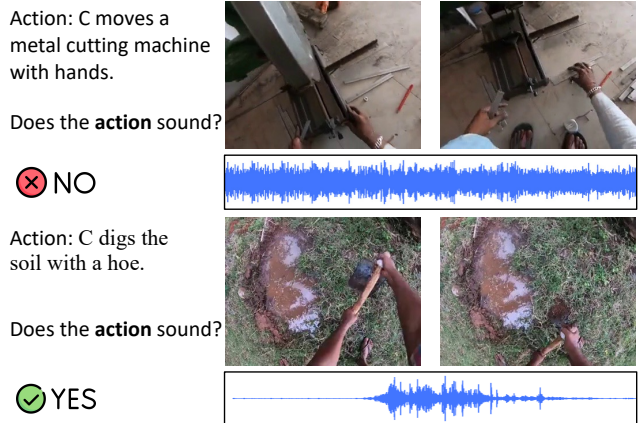 Action: C moves a
metal cutting machine
with hands.
Does the action sound?
NO
Action: C digs the
soil with a hoe.
Does the action sound?
YES